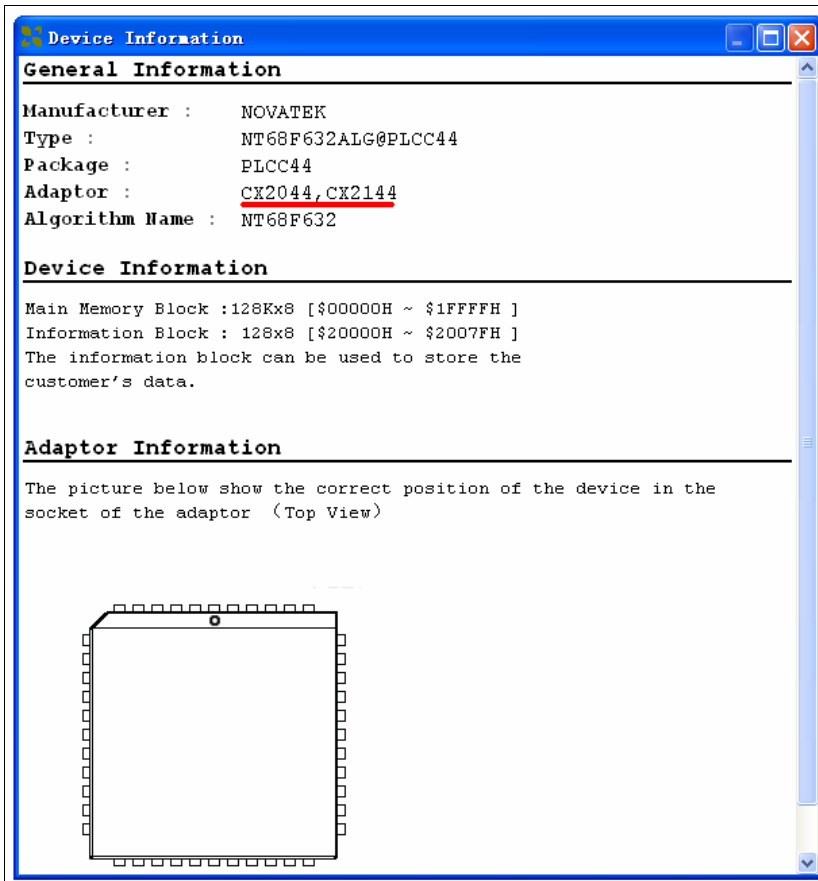 Device Information
General Information
Manufacturer : NOVATEK
Type : NT68F632ALG@PLCC44
Package : PLCC44
Adaptor : CX2044,CX2144
Algorithm Name : NT68F632
Device Information
Main Memory Block :128Kx8 [$00000H ~ $1FFFFH ]
Information Block : 128x8 [$20000H ~ $2007FH ]
The information block can be used to store the
customer's data.
Adaptor Information
The picture below show the correct position of the device in the
socket of the adaptor （Top View）